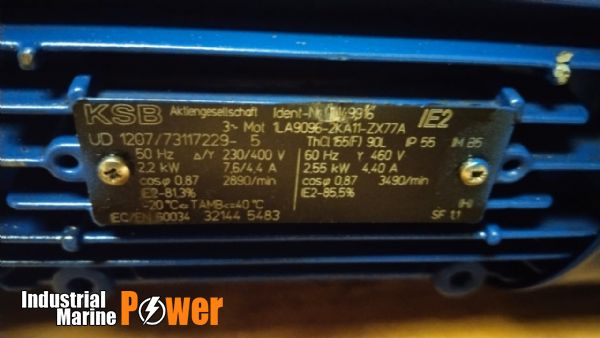 KSB Aktiengesellschaft Ident-Nr.
3~ Mot 1LA9096-2KA11-ZX77A IE2
UD 1207/73117229- 5 ThCl.155(F) 90L IP 55 IM B5
50 Hz Δ/Y 230/400 V 60 Hz Y 460 V
2,2 kW 7,6/4,4 A 2.55 kW 4,40 A
cosφ 0.87 2890/min cosφ 0.87 3490/min
81,3% IE2-85,5%
-20°C<=TAMB<=40°C (H)
IEC/EN 60034 32144 5483 SF 1.1
Industrial
Marine Power